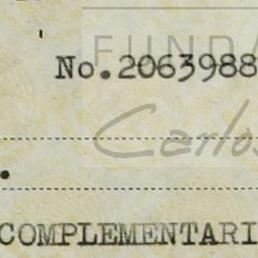 FUNDA
No.2063988
Carlos
COMPLEMENTARI